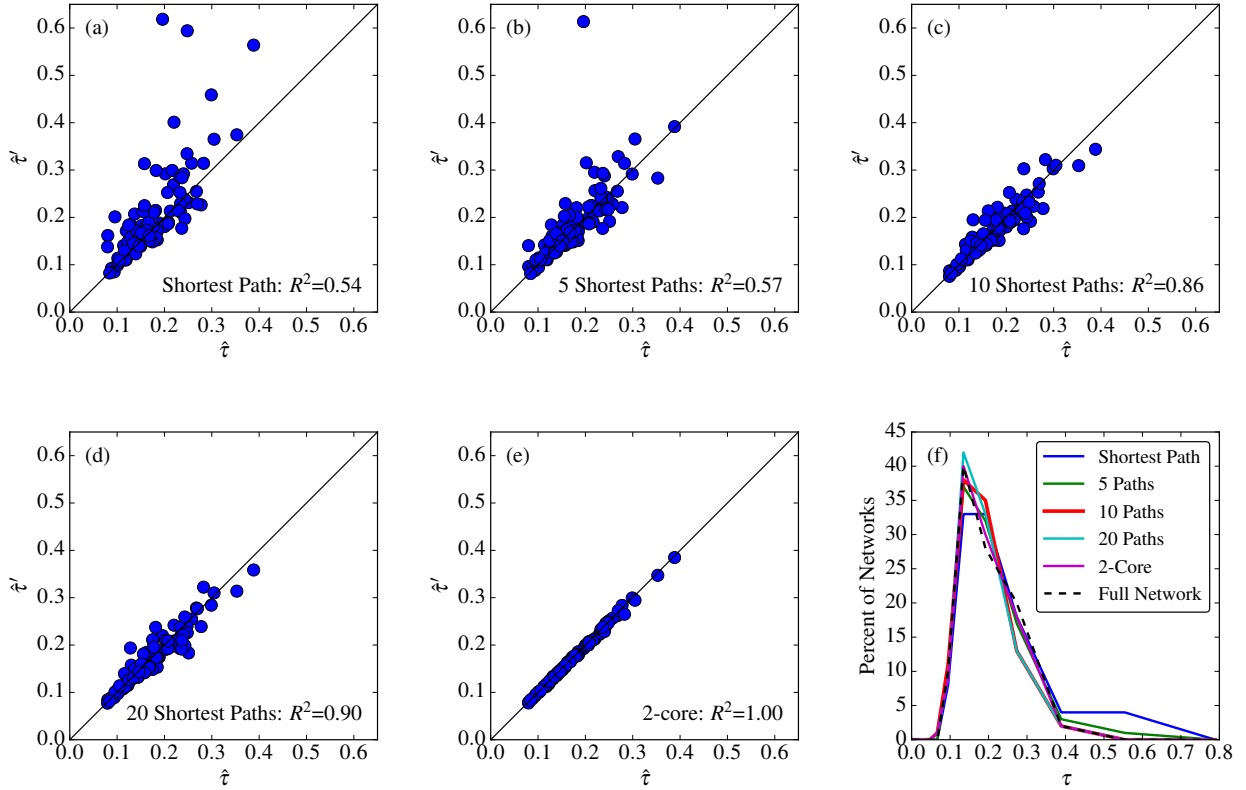 (a)
0.6
0.5
0.4
0.3
0.2
0.1
0.0
τ̂′
Shortest Path: R²=0.54
0.0 0.1 0.2 0.3 0.4 0.5 0.6
τ̂
(b)
0.6
0.5
0.4
0.3
0.2
0.1
0.0
τ̂′
5 Shortest Paths: R²=0.57
0.0 0.1 0.2 0.3 0.4 0.5 0.6
τ̂
(c)
0.6
0.5
0.4
0.3
0.2
0.1
0.0
τ̂′
10 Shortest Paths: R²=0.86
0.0 0.1 0.2 0.3 0.4 0.5 0.6
τ̂
(d)
0.6
0.5
0.4
0.3
0.2
0.1
0.0
τ̂′
20 Shortest Paths: R²=0.90
0.0 0.1 0.2 0.3 0.4 0.5 0.6
τ̂
(e)
0.6
0.5
0.4
0.3
0.2
0.1
0.0
τ̂′
2-core: R²=1.00
0.0 0.1 0.2 0.3 0.4 0.5 0.6
τ̂
(f)
45
40
35
30
25
20
15
10
5
0
Percent of Networks
Shortest Path
5 Paths
10 Paths
20 Paths
2-Core
Full Network
0.0 0.1 0.2 0.3 0.4 0.5 0.6 0.7 0.8
τ